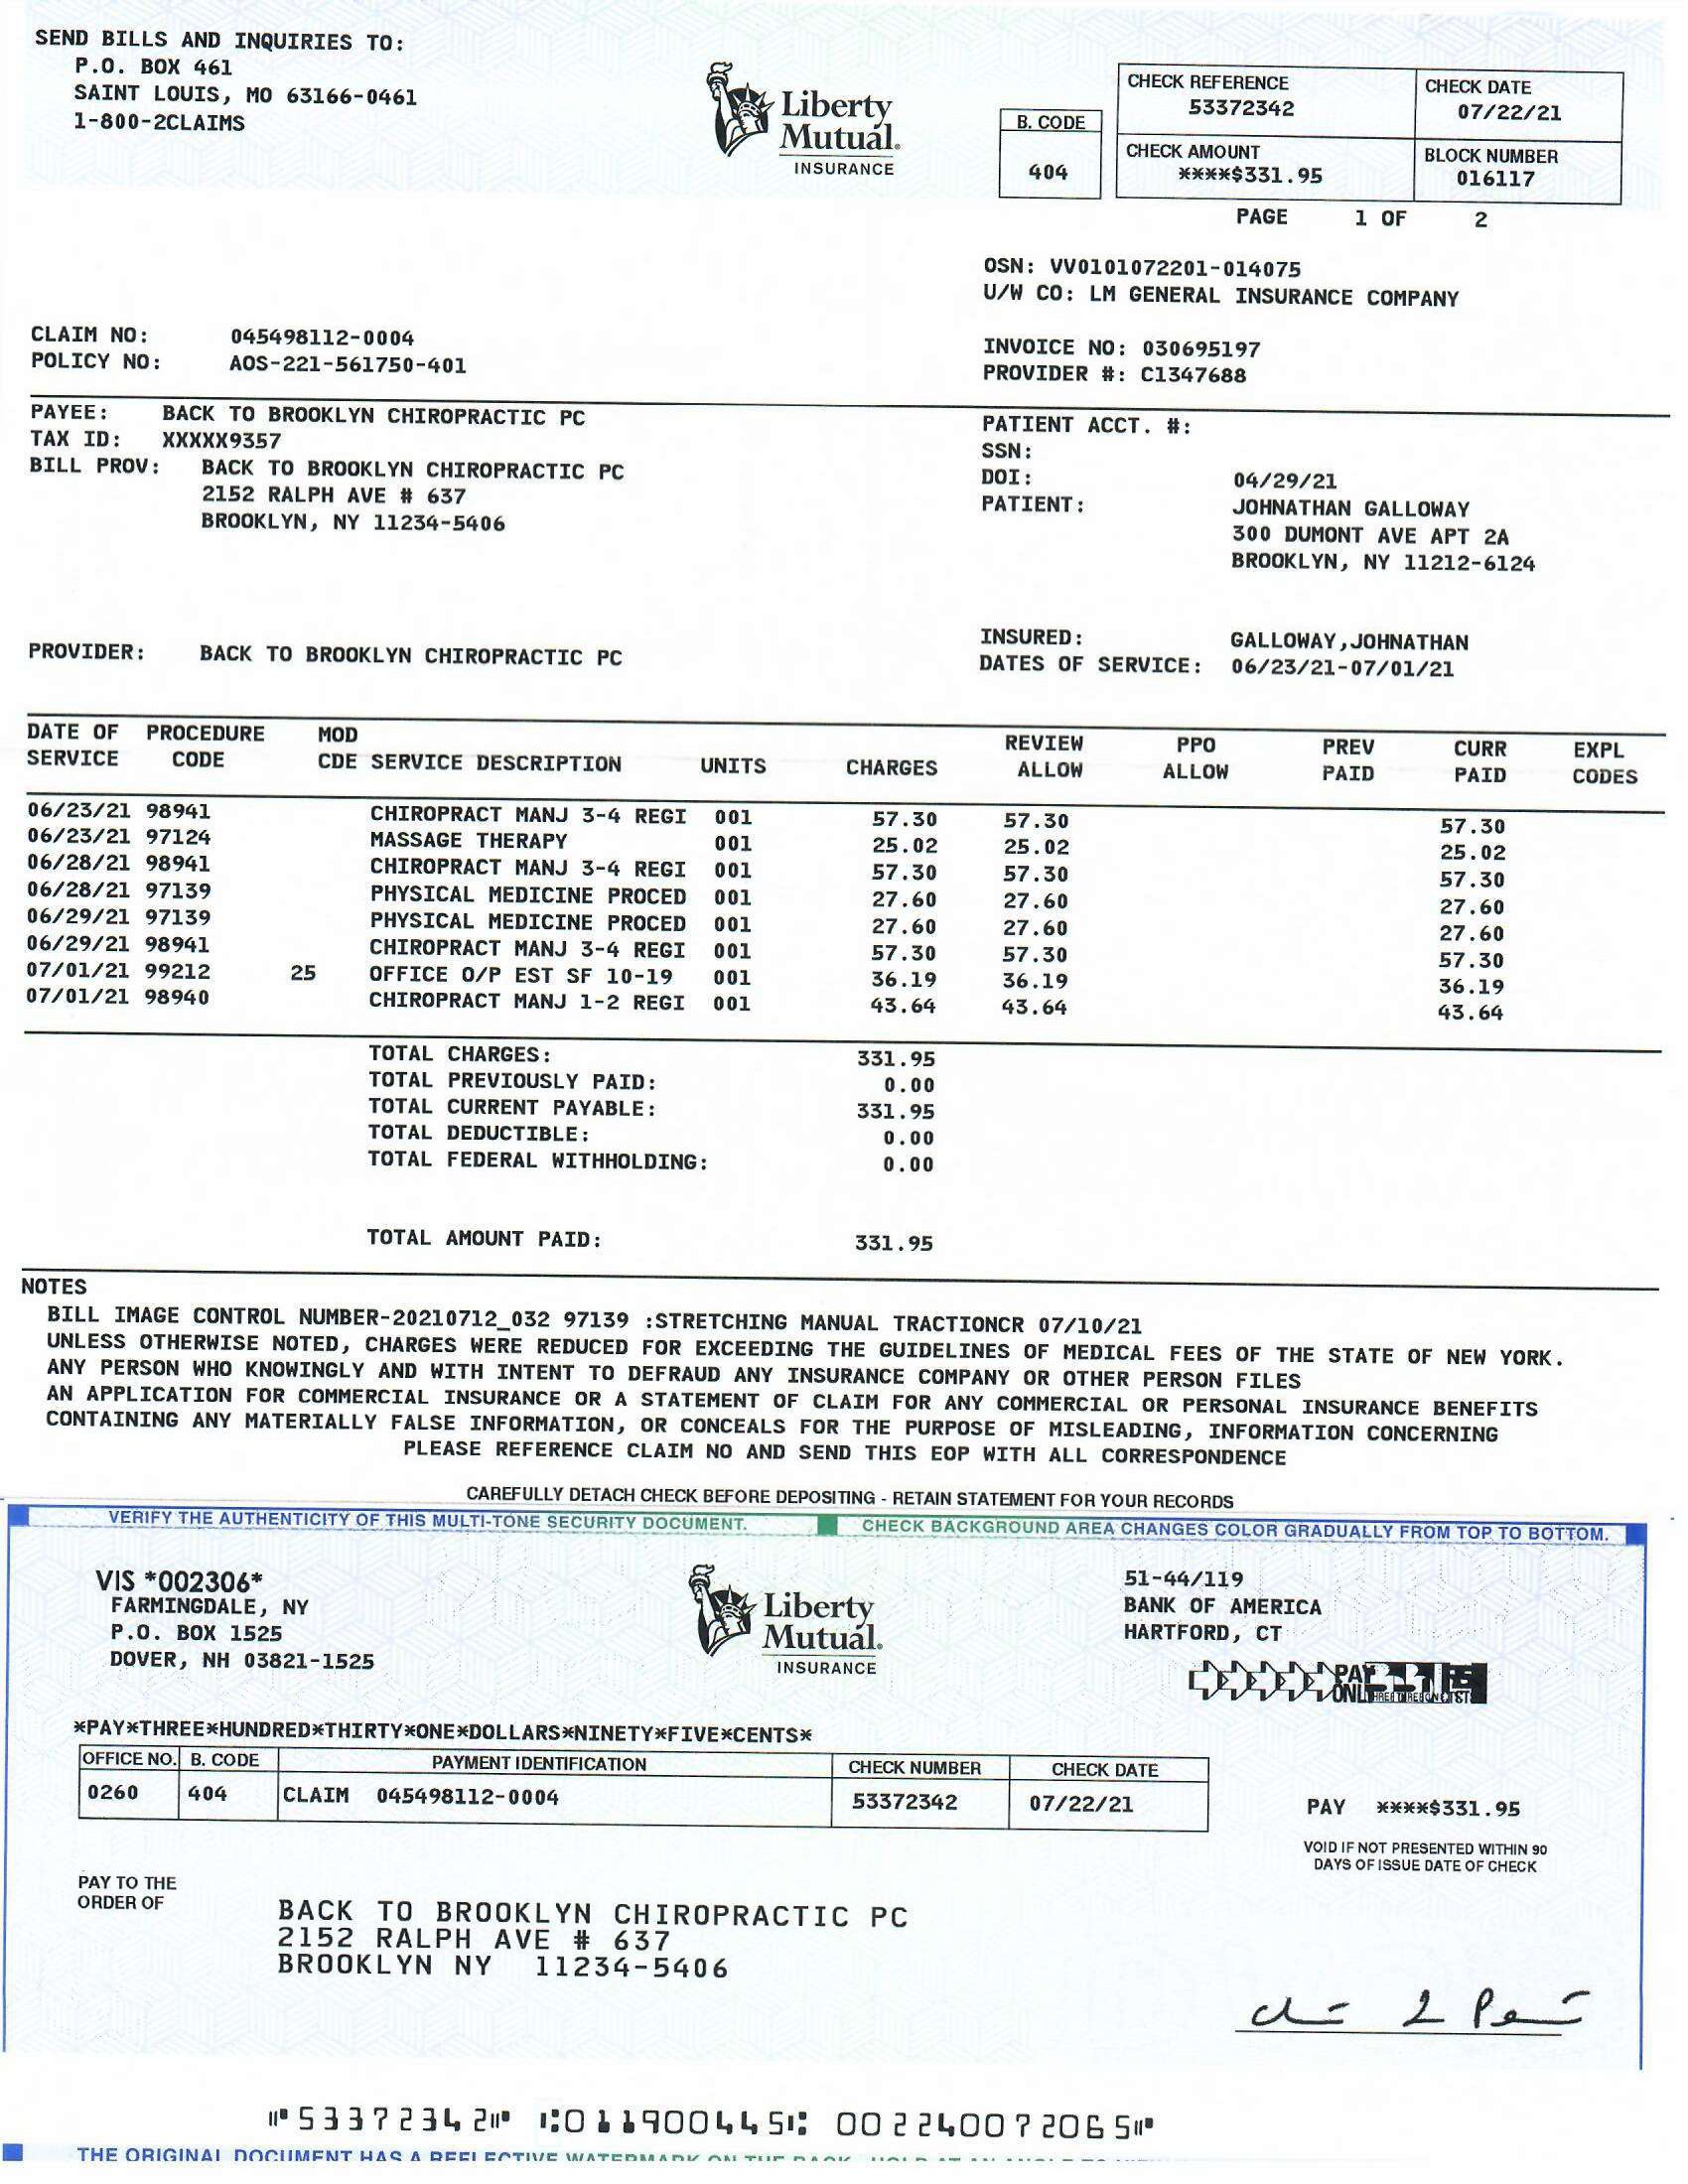 SEND BILLS AND INQUIRIES TO:
P.O. BOX 461
SAINT LOUIS, MO 63166-0461
1-800-2CLAIMS
Liberty
Mutual.
INSURANCE
B. CODE
404
CHECK REFERENCE
53372342
CHECK DATE
07/22/21
CHECK AMOUNT
****$331.95
BLOCK NUMBER
016117
PAGE 1 OF 2
OSN: VV0101072201-014075
U/W CO: LM GENERAL INSURANCE COMPANY
CLAIM NO: 045498112-0004
POLICY NO: AOS-221-561750-401
INVOICE NO: 030695197
PROVIDER #: C1347688
PAYEE: BACK TO BROOKLYN CHIROPRACTIC PC
TAX ID: XXXXX9357
BILL PROV: BACK TO BROOKLYN CHIROPRACTIC PC
2152 RALPH AVE # 637
BROOKLYN, NY 11234-5406
PATIENT ACCT. #:
SSN:
DOI: 04/29/21
PATIENT: JOHNATHAN GALLOWAY
300 DUMONT AVE APT 2A
BROOKLYN, NY 11212-6124
PROVIDER: BACK TO BROOKLYN CHIROPRACTIC PC
INSURED: GALLOWAY,JOHNATHAN
DATES OF SERVICE: 06/23/21-07/01/21
DATE OF PROCEDURE MOD REVIEW PPO PREV CURR EXPL
SERVICE CODE CDE SERVICE DESCRIPTION UNITS CHARGES ALLOW ALLOW PAID PAID CODES
06/23/21 98941 CHIROPRACT MANJ 3-4 REGI 001 57.30 57.30 57.30
06/23/21 97124 MASSAGE THERAPY 001 25.02 25.02 25.02
06/28/21 98941 CHIROPRACT MANJ 3-4 REGI 001 57.30 57.30 57.30
06/28/21 97139 PHYSICAL MEDICINE PROCED 001 27.60 27.60 27.60
06/29/21 97139 PHYSICAL MEDICINE PROCED 001 27.60 27.60 27.60
06/29/21 98941 CHIROPRACT MANJ 3-4 REGI 001 57.30 57.30 57.30
07/01/21 99212 25 OFFICE O/P EST SF 10-19 001 36.19 36.19 36.19
07/01/21 98940 CHIROPRACT MANJ 1-2 REGI 001 43.64 43.64 43.64
TOTAL CHARGES: 331.95
TOTAL PREVIOUSLY PAID: 0.00
TOTAL CURRENT PAYABLE: 331.95
TOTAL DEDUCTIBLE: 0.00
TOTAL FEDERAL WITHHOLDING: 0.00
TOTAL AMOUNT PAID: 331.95
NOTES
BILL IMAGE CONTROL NUMBER-20210712_032 97139 :STRETCHING MANUAL TRACTIONCR 07/10/21
UNLESS OTHERWISE NOTED, CHARGES WERE REDUCED FOR EXCEEDING THE GUIDELINES OF MEDICAL FEES OF THE STATE OF NEW YORK.
ANY PERSON WHO KNOWINGLY AND WITH INTENT TO DEFRAUD ANY INSURANCE COMPANY OR OTHER PERSON FILES
AN APPLICATION FOR COMMERCIAL INSURANCE OR A STATEMENT OF CLAIM FOR ANY COMMERCIAL OR PERSONAL INSURANCE BENEFITS
CONTAINING ANY MATERIALLY FALSE INFORMATION, OR CONCEALS FOR THE PURPOSE OF MISLEADING, INFORMATION CONCERNING
PLEASE REFERENCE CLAIM NO AND SEND THIS EOP WITH ALL CORRESPONDENCE
CAREFULLY DETACH CHECK BEFORE DEPOSITING - RETAIN STATEMENT FOR YOUR RECORDS
VERIFY THE AUTHENTICITY OF THIS MULTI-TONE SECURITY DOCUMENT. CHECK BACKGROUND AREA CHANGES COLOR GRADUALLY FROM TOP TO BOTTOM.
VIS *002306*
FARMINGDALE, NY
P.O. BOX 1525
DOVER, NH 03821-1525
Liberty
Mutual.
INSURANCE
51-44/119
BANK OF AMERICA
HARTFORD, CT
PAY
*PAY*THREE*HUNDRED*THIRTY*ONE*DOLLARS*NINETY*FIVE*CENTS*
OFFICE NO. B. CODE PAYMENT IDENTIFICATION CHECK NUMBER CHECK DATE
0260 404 CLAIM 045498112-0004 53372342 07/22/21
PAY ****$331.95
VOID IF NOT PRESENTED WITHIN 90
DAYS OF ISSUE DATE OF CHECK
PAY TO THE
ORDER OF
BACK TO BROOKLYN CHIROPRACTIC PC
2152 RALPH AVE # 637
BROOKLYN NY 11234-5406
⑈53372342⑈ ⑆011900445⑆ 002240072065⑈
THE ORIGINAL DOCUMENT HAS A REFLECTIVE WATERMARK ON THE BACK.